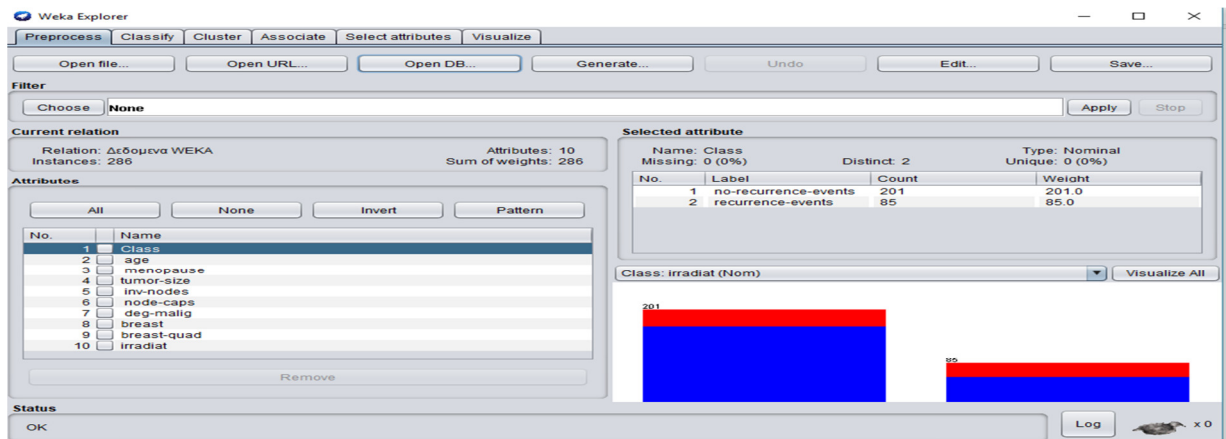 Weka Explorer
Preprocess Classify Cluster Associate Select attributes Visualize
Open file... Open URL... Open DB... Generate... Undo Edit... Save...
Filter
Choose None Apply Stop
Current relation
Relation: Δεδομενα WEKA Attributes: 10
Instances: 286 Sum of weights: 286
Attributes
All None Invert Pattern
No. Name
1 Class
2 age
3 menopause
4 tumor-size
5 inv-nodes
6 node-caps
7 deg-malig
8 breast
9 breast-quad
10 irradiat
Remove
Selected attribute
Name: Class Type: Nominal
Missing: 0 (0%) Distinct: 2 Unique: 0 (0%)
No. Label Count Weight
1 no-recurrence-events 201 201.0
2 recurrence-events 85 85.0
Class: irradiat (Nom) Visualize All
201
85
Status
OK Log x 0